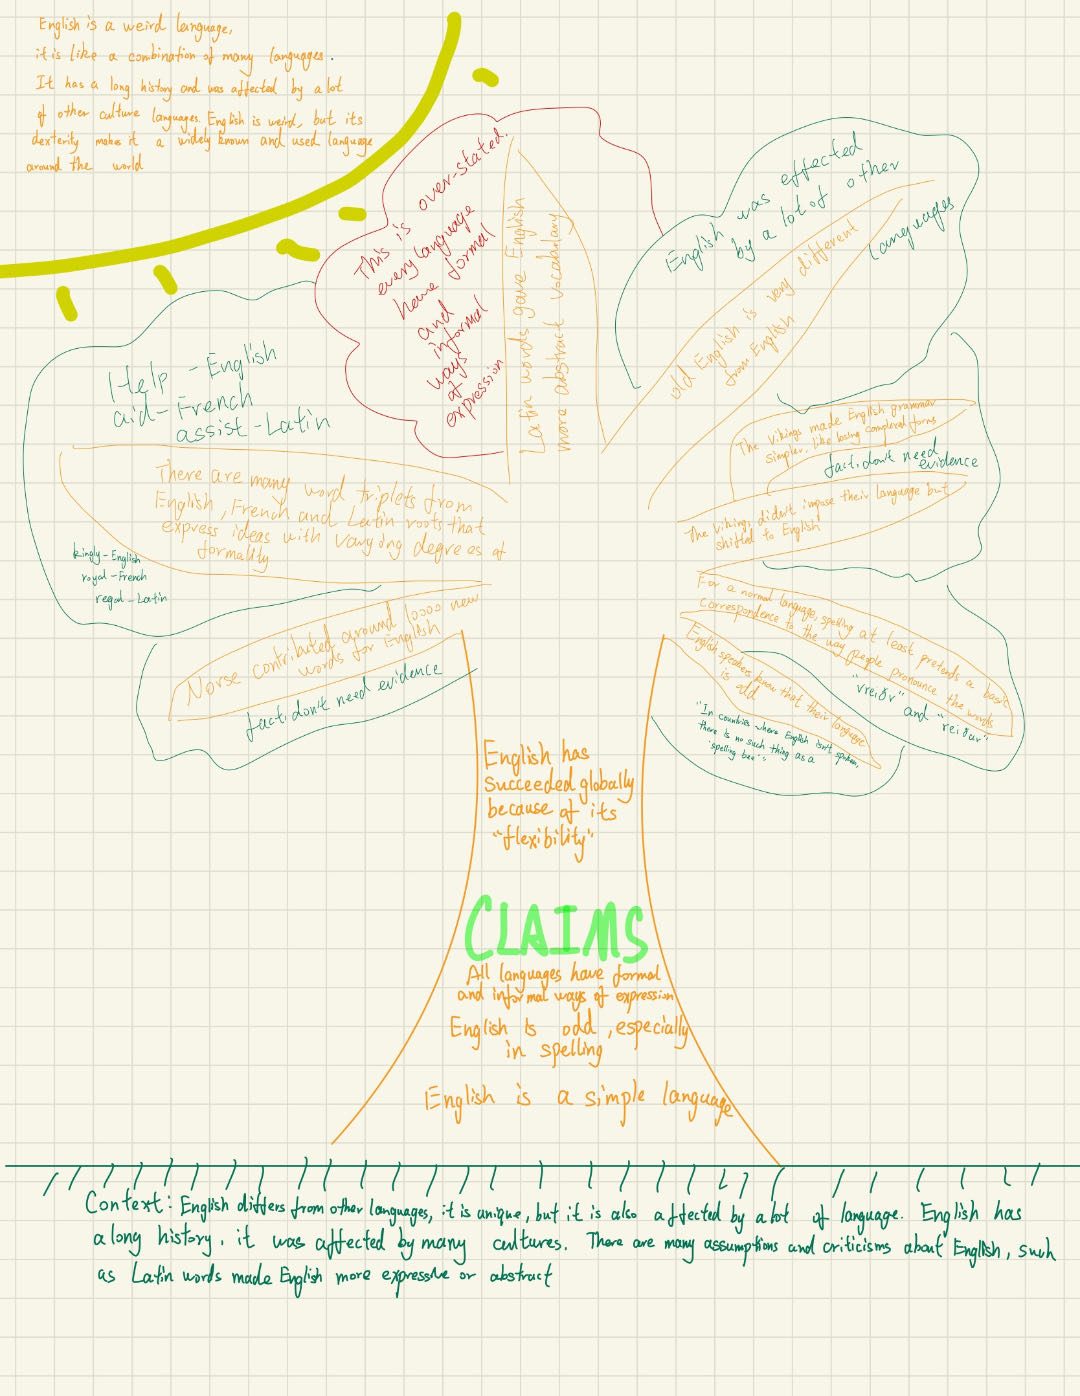 English is a weird language,
it is like a combination of many languages.
It has a long history and was affected by a lot
of other culture languages. English is weird, but its
dexterity makes it a widely known and used language
around the world
This is over-stated.
every language
have formal
and
informal
ways
of
expression
Latin words gave English
more abstract vocabulary
English was effected
by a lot of other
languages
old English is very different
from English
Help - English
aid - French
assist - Latin
There are many word triplets from
English, French and Latin roots that
express ideas with varying degree as of
formality
kingly - English
royal - French
regal - Latin
Norse contributed around 10000 new
words for English
fact, don't need evidence
The vikings made English grammar
simpler, like losing complexed forms
fact, don't need
evidence
The vikings didn't impose their language but
shifted to English
For a normal language, spelling at least pretends a basic
correspondence to the way people pronounce the words
"vreiðr" and "reiður"
English speakers know that their language
is odd
"In countries where English isn't spoken,
there is no such thing as a
'spelling bee'".
English has
succeeded globally
because of its
"flexibility"
CLAIMS
All languages have formal
and informal ways of expression
English is odd, especially
in spelling
English is a simple language
Context: English differs from other languages, it is unique, but it is also affected by a lot of language. English has
a long history, it was affected by many cultures. There are many assumptions and criticisms about English, such
as Latin words made English more expressive or abstract